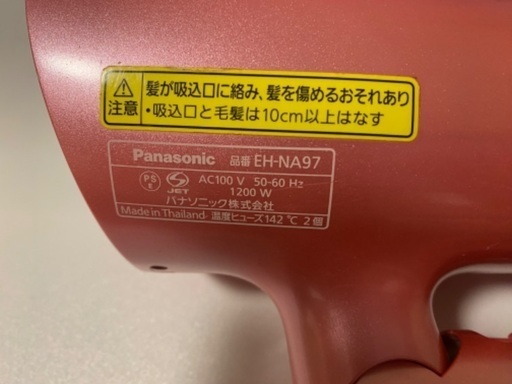 注意
髪が吸込口に絡み、髪を傷めるおそれあり
・吸込口と毛髪は10cm以上はなす
Panasonic 品番 EH-NA97
PS E JET AC100 V 50-60 Hz
1200 W
パナソニック株式会社
Made in Thailand・温度ヒューズ142 ℃ 2個